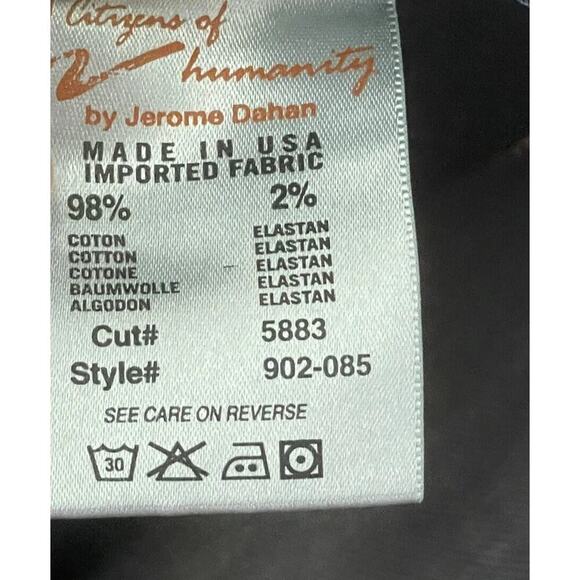 Citizens of
humanity
by Jerome Dahan
MADE IN USA
IMPORTED FABRIC
98% 2%
COTON ELASTAN
COTTON ELASTAN
COTONE ELASTAN
BAUMWOLLE ELASTAN
ALGODON ELASTAN
Cut# 5883
Style# 902-085
SEE CARE ON REVERSE
30